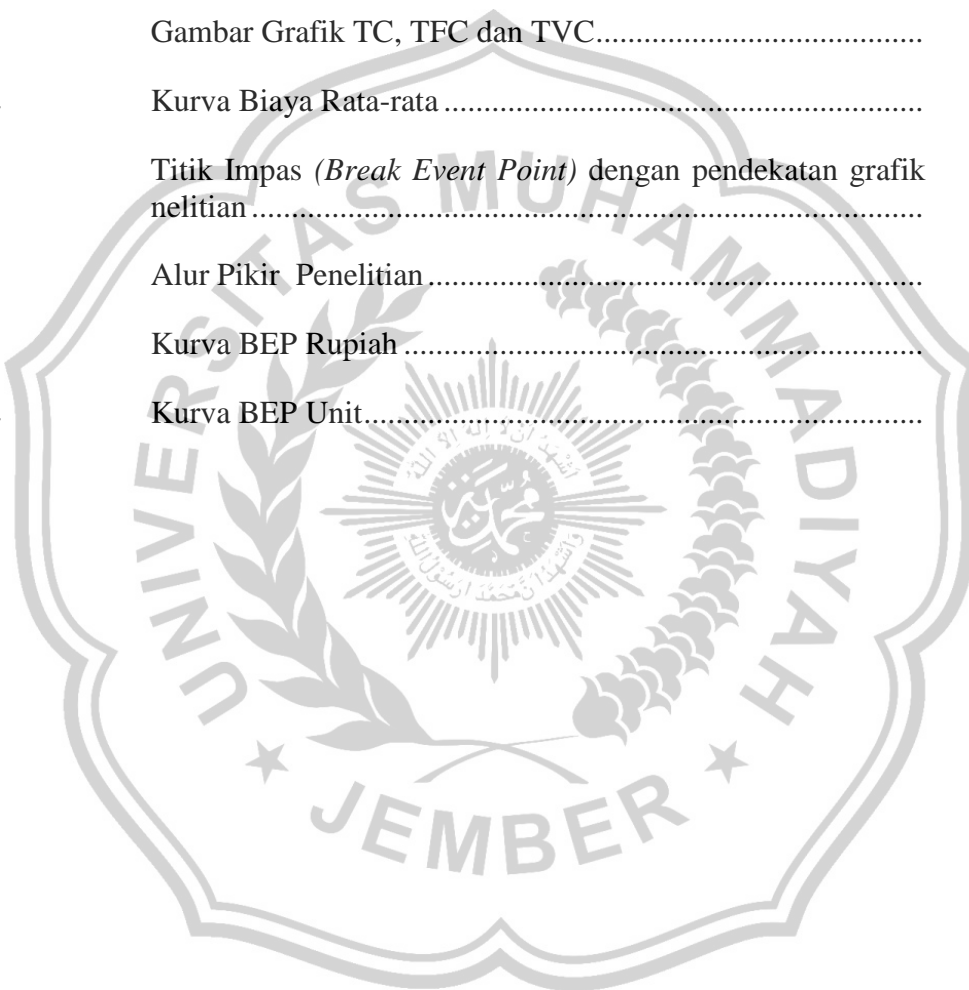 Gambar Grafik TC, TFC dan TVC.........................................
Kurva Biaya Rata-rata ............................................................
Titik Impas (Break Event Point) dengan pendekatan grafik
nelitian ....................................................................................
Alur Pikir  Penelitian ..............................................................
Kurva BEP Rupiah .................................................................
Kurva BEP Unit......................................................................
UNIVERSITAS MUHAMMADIYAH
JEMBER